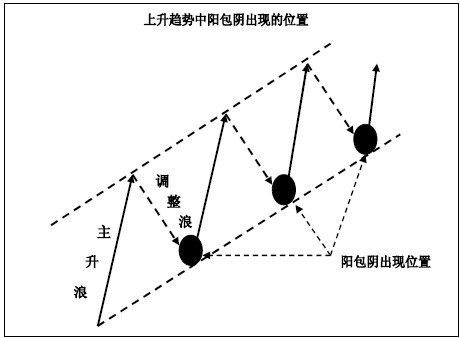 上升趋势中阳包阴出现的位置
调整浪
主升浪
阳包阴出现位置